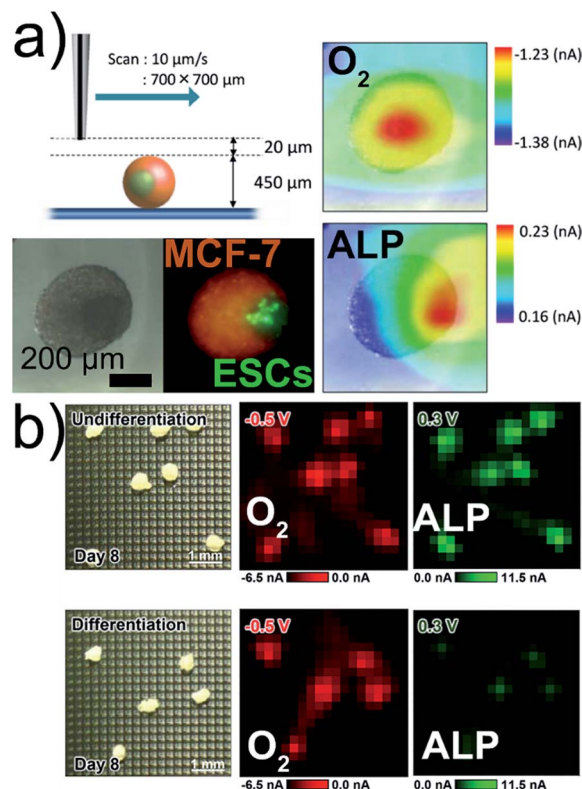 a)
Scan : 10 μm/s
: 700 × 700 μm
20 μm
450 μm
O2
-1.23 (nA)
-1.38 (nA)
MCF-7
200 μm
ESCs
ALP
0.23 (nA)
0.16 (nA)
b)
Undifferentiation
Day 8
1 mm
-0.5 V
O2
-6.5 nA
0.0 nA
0.3 V
ALP
0.0 nA
11.5 nA
Differentiation
Day 8
1 mm
-0.5 V
O2
-6.5 nA
0.0 nA
0.3 V
ALP
0.0 nA
11.5 nA